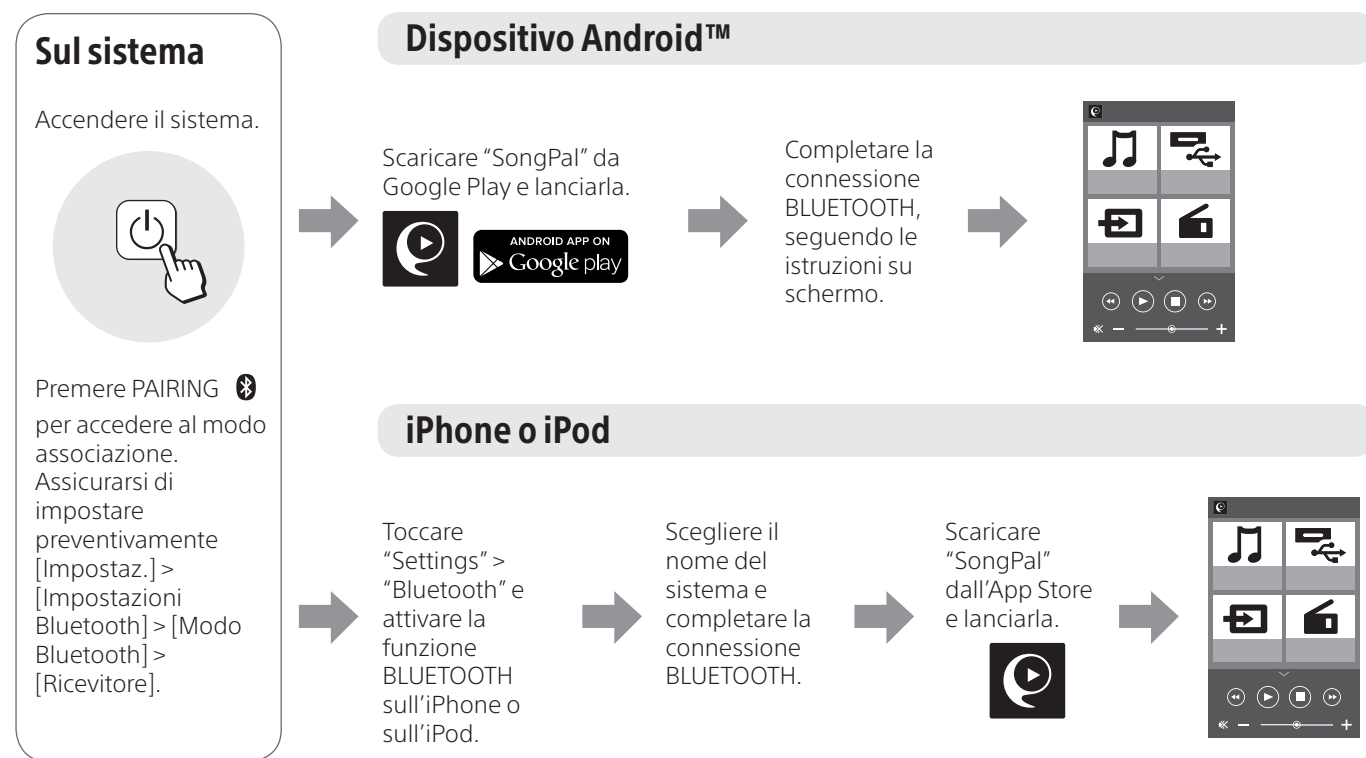 Sul sistema
Accendere il sistema.
Premere PAIRING
per accedere al modo
associazione.
Assicurarsi di
impostare
preventivamente
[Impostaz.] >
[Impostazioni
Bluetooth] > [Modo
Bluetooth] >
[Ricevitore].
Dispositivo Android™
Scaricare “SongPal” da
Google Play e lanciarla.
ANDROID APP ON
Google play
Completare la
connessione
BLUETOOTH,
seguendo le
istruzioni su
schermo.
iPhone o iPod
Toccare
“Settings” >
“Bluetooth” e
attivare la
funzione
BLUETOOTH
sull’iPhone o
sull’iPod.
Scegliere il
nome del
sistema e
completare la
connessione
BLUETOOTH.
Scaricare
“SongPal”
dall’App Store
e lanciarla.